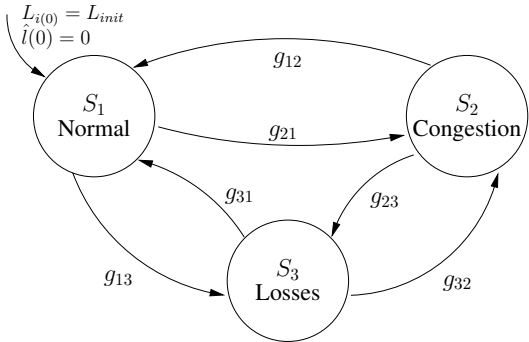 L_{i(0)} = L_{init}
\hat{l}(0) = 0
g_{12}
S_1
Normal
S_2
Congestion
g_{21}
g_{31}
g_{23}
S_3
Losses
g_{13}
g_{32}